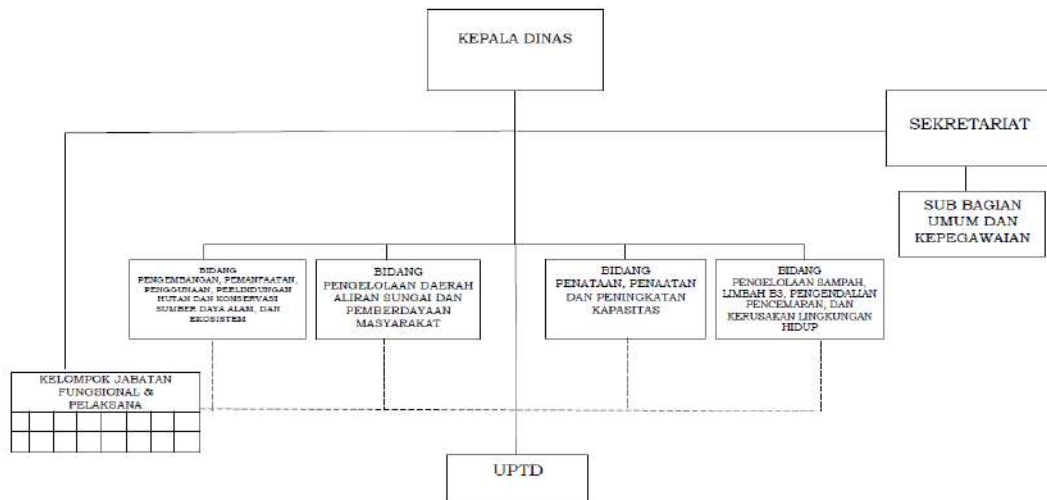 KEPALA DINAS
SEKRETARIAT
SUB BAGIAN
UMUM DAN
KEPEGAWAIAN
BIDANG
PENGEMBANGAN, PEMANFAATAN,
PENGGUNAAN, PERLINDUNGAN
HUTAN DAN KONSERVASI
SUMBER DAYA ALAM, DAN
EKOSISTEM
BIDANG
PENGELOLAAN DAERAH
ALIRAN SUNGAI DAN
PEMBERDAYAAN
MASYARAKAT
BIDANG
PENATAAN, PENAATAN
DAN PENINGKATAN
KAPASITAS
BIDANG
PENGELOLAAN SAMPAH,
LIMBAH B3, PENGENDALIAN
PENCEMARAN, DAN
KERUSAKAN LINGKUNGAN
HIDUP
KELOMPOK JABATAN
FUNGSIONAL &
PELAKSANA
UPTD